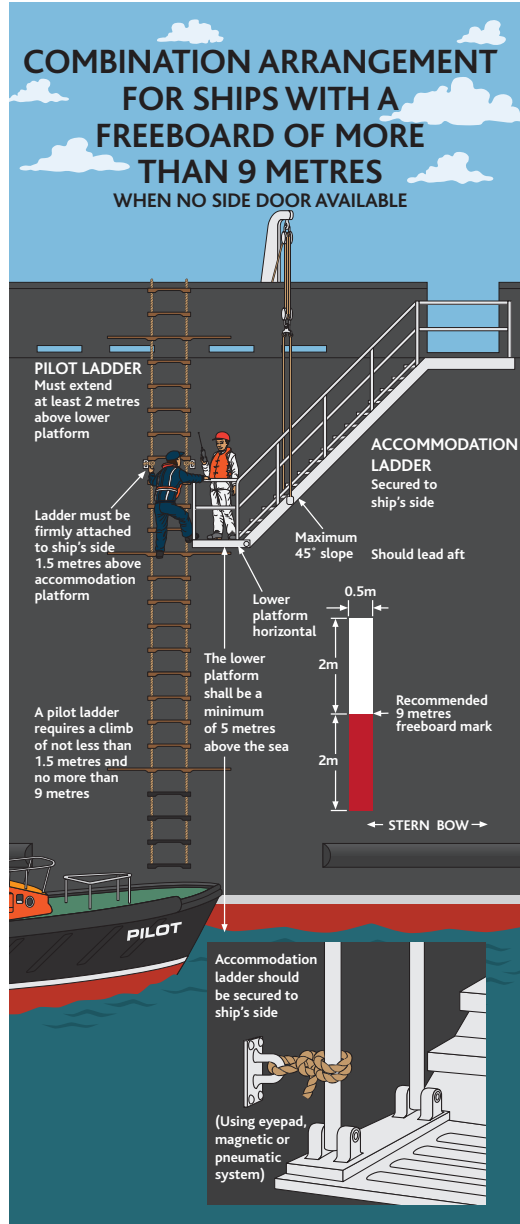 COMBINATION ARRANGEMENT
FOR SHIPS WITH A
FREEBOARD OF MORE
THAN 9 METRES
WHEN NO SIDE DOOR AVAILABLE
PILOT LADDER
Must extend
at least 2 metres
above lower
platform
ACCOMMODATION
LADDER
Secured to
ship's side
Ladder must be
firmly attached
to ship's side
1.5 metres above
accommodation
platform
Maximum
45˚ slope
Should lead aft
Lower
platform
horizontal
0.5m
2m
The lower
platform
shall be a
minimum
of 5 metres
above the sea
Recommended
9 metres
freeboard mark
A pilot ladder
requires a climb
of not less than
1.5 metres and
no more than
9 metres
2m
STERN BOW
PILOT
Accommodation
ladder should
be secured to
ship's side
(Using eyepad,
magnetic or
pneumatic
system)